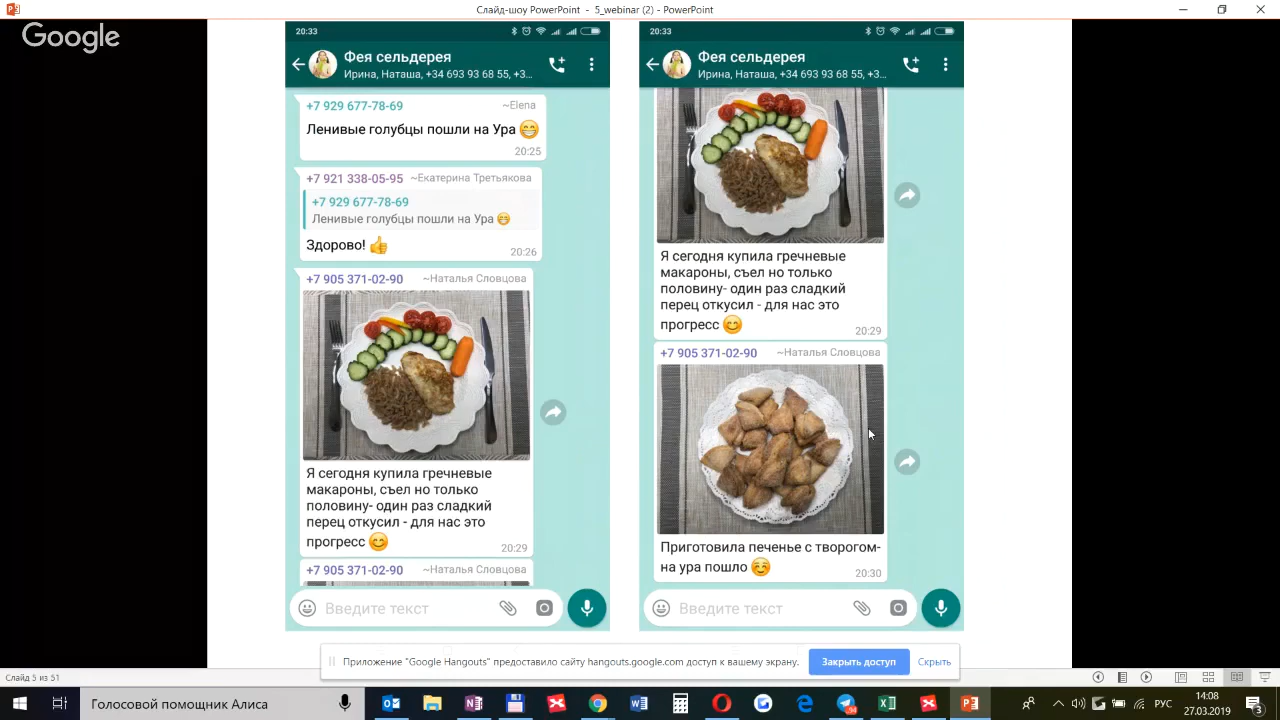 Слайд-шоу PowerPoint - 5_webinar (2) - PowerPoint
Google
20:33
Фея сельдерея
Ирина, Наташа, +34 693 93 68 55, +3...
+7 929 677-78-69 ~Elena
Ленивые голубцы пошли на Ура 😁
20:25
+7 921 338-05-95 ~Екатерина Третьякова
+7 929 677-78-69
Ленивые голубцы пошли на Ура 😁
Здорово! 👍
20:26
+7 905 371-02-90 ~Наталья Словцова
Я сегодня купила гречневые
макароны, съел но только
половину- один раз сладкий
перец откусил - для нас это
прогресс 😊
20:29
+7 905 371-02-90 ~Наталья Словцова
Введите текст
20:33
Фея сельдерея
Ирина, Наташа, +34 693 93 68 55, +3...
Я сегодня купила гречневые
макароны, съел но только
половину- один раз сладкий
перец откусил - для нас это
прогресс 😊
20:29
+7 905 371-02-90 ~Наталья Словцова
Приготовила печенье с творогом-
на ура пошло ☺️
20:30
Введите текст
Приложение "Google Hangouts" предоставило сайту hangouts.google.com доступ к вашему экрану.
Закрыть доступ
Скрыть
Слайд 5 из 51
Голосовой помощник Алиса
РУС
14:08
27.03.2019
3